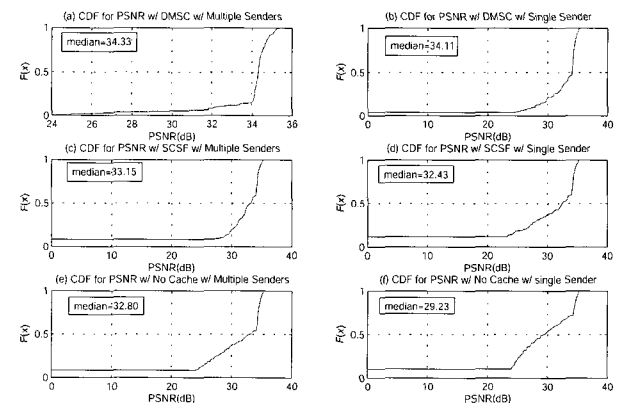 (a) CDF for PSNR w/ DMSC w/ Multiple Senders
1
median=34.33
F(x)
0.5
0
24 26 28 30 32 34 36
PSNR(dB)
(b) CDF for PSNR w/ DMSC w/ Single Sender
1
median=34.11
F(x)
0.5
0
0 10 20 30 40
PSNR(dB)
(c) CDF for PSNR w/ SCSF w/ Multiple Senders
1
median=33.15
F(x)
0.5
0
0 10 20 30 40
PSNR(dB)
(d) CDF for PSNR w/ SCSF w/ Single Sender
1
median=32.43
F(x)
0.5
0
0 10 20 30 40
PSNR(dB)
(e) CDF for PSNR w/ No Cache w/ Multiple Senders
1
median=32.80
F(x)
0.5
0
0 10 20 30 40
PSNR(dB)
(f) CDF for PSNR w/ No Cache w/ single Sender
1
median=29.23
F(x)
0.5
0
0 10 20 30 40
PSNR(dB)